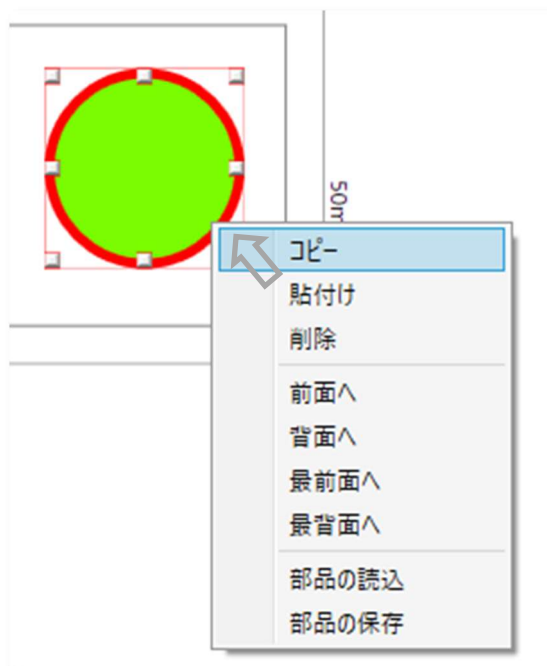 50m
コピー
貼付け
削除
前面へ
背面へ
最前面へ
最背面へ
部品の読込
部品の保存